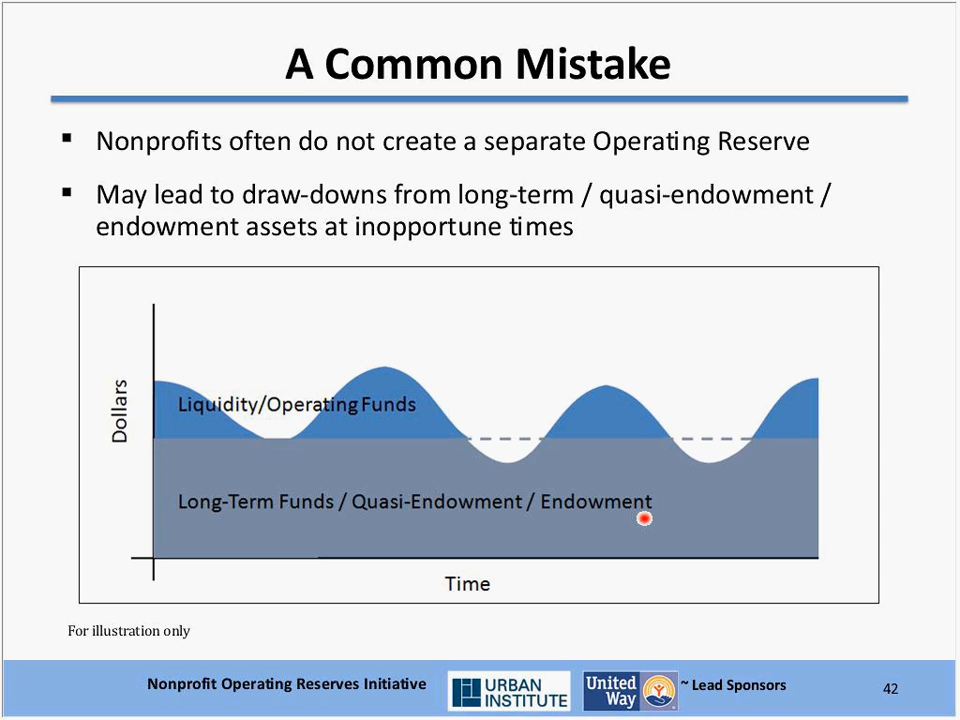 A Common Mistake
▪ Nonprofits often do not create a separate Operating Reserve
▪ May lead to draw-downs from long-term / quasi-endowment /
endowment assets at inopportune times
Dollars
Liquidity/Operating Funds
Long-Term Funds / Quasi-Endowment / Endowment
Time
For illustration only
Nonprofit Operating Reserves Initiative
URBAN
INSTITUTE
United
Way
~ Lead Sponsors
42